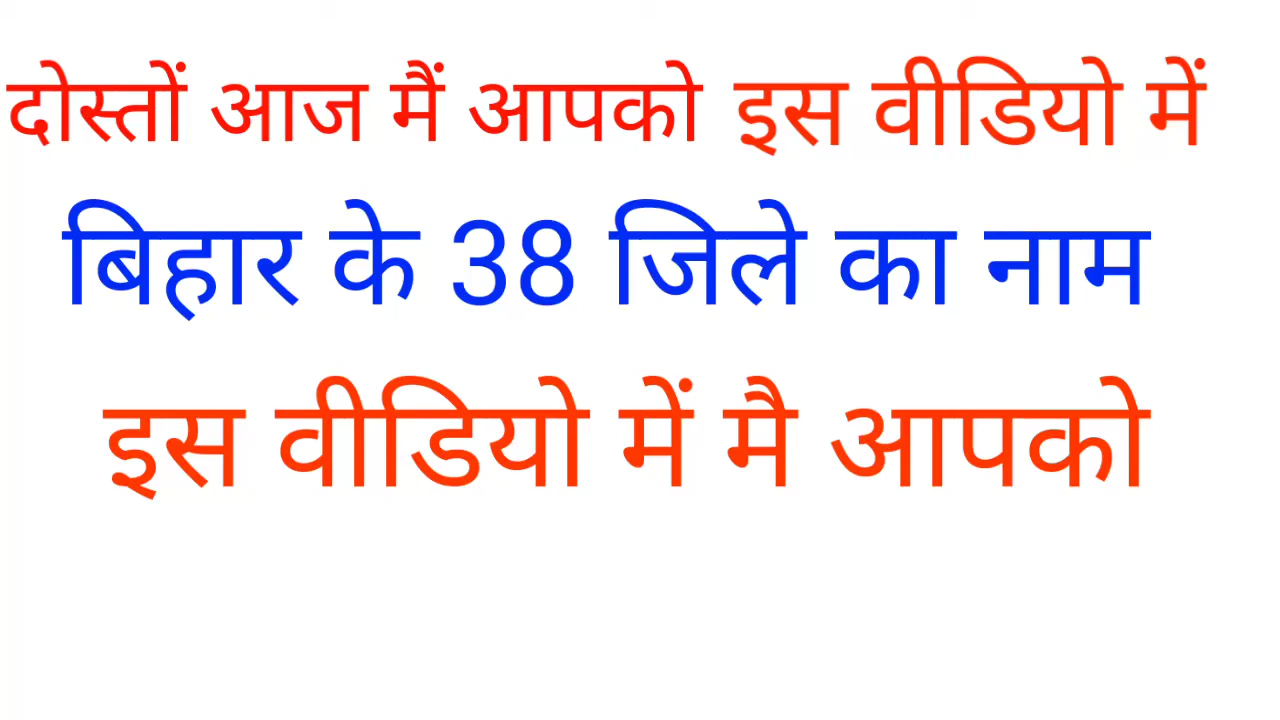 दोस्तों आज मैं आपको इस वीडियो में
बिहार के 38 जिले का नाम
इस वीडियो में मै आपको